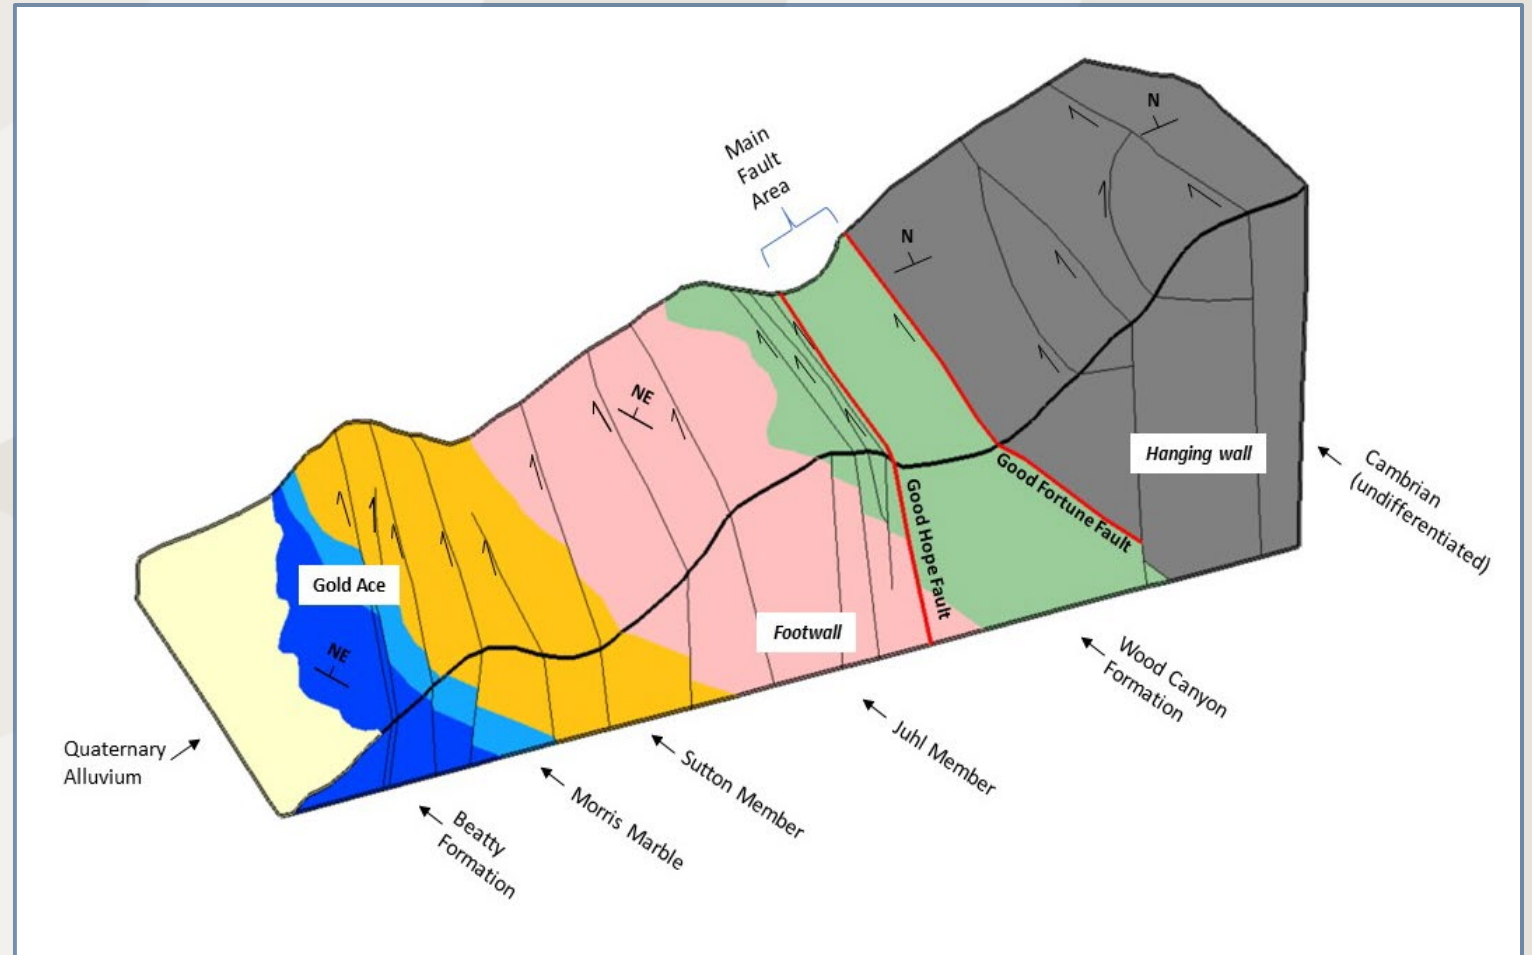 Main
Fault
Area
N
N
NE
Hanging wall
Cambrian
(undifferentiated)
Good Fortune Fault
Good Hope Fault
Gold Ace
Footwall
NE
Wood Canyon
Formation
Juhl Member
Quaternary
Alluvium
Sutton Member
Morris Marble
Beatty
Formation